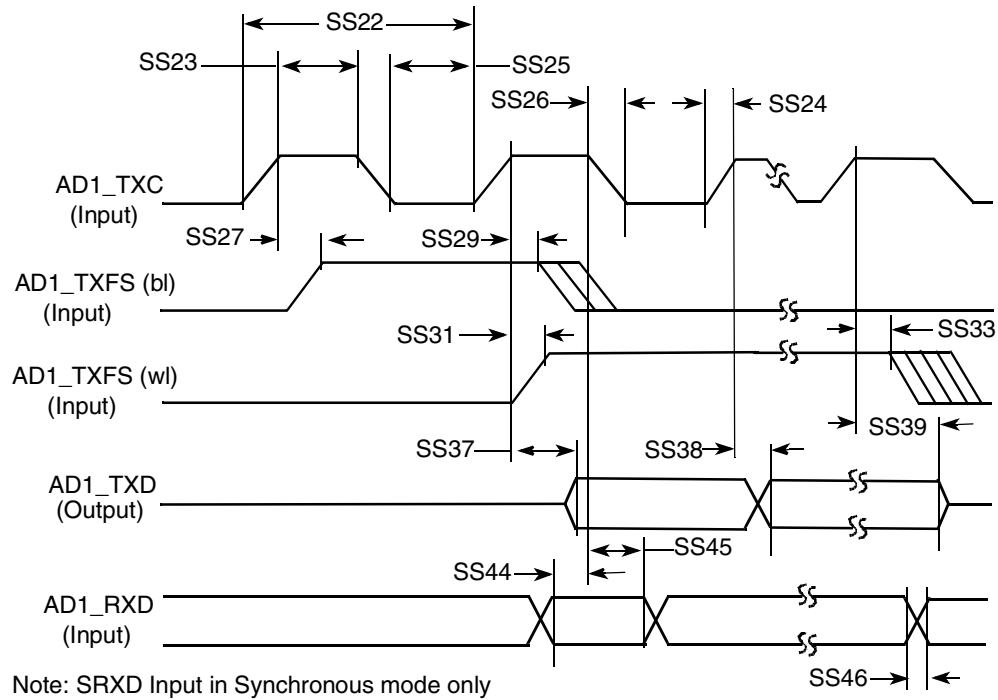 SS22
SS23
SS25
SS26
SS24
AD1_TXC
(Input)
SS27
SS29
AD1_TXFS (bl)
(Input)
SS31
SS33
AD1_TXFS (wl)
(Input)
SS39
SS37
SS38
AD1_TXD
(Output)
SS45
SS44
AD1_RXD
(Input)
SS46
Note: SRXD Input in Synchronous mode only